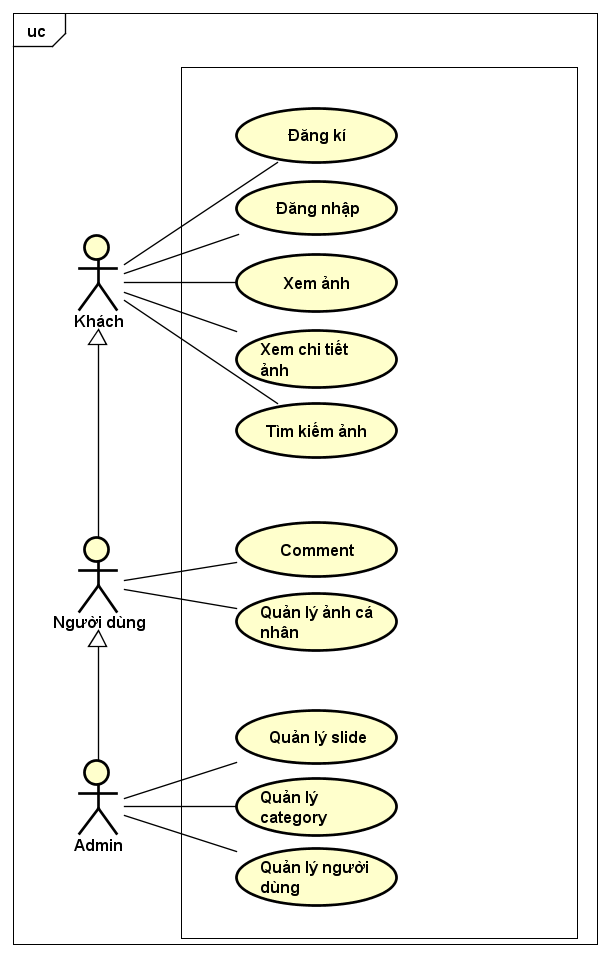 uc
Đăng kí
Đăng nhập
Xem ảnh
Khách
Xem chi tiết
ảnh
Tìm kiếm ảnh
Comment
Quản lý ảnh cá
nhân
Người dùng
Quản lý slide
Quản lý
category
Admin
Quản lý người
dùng